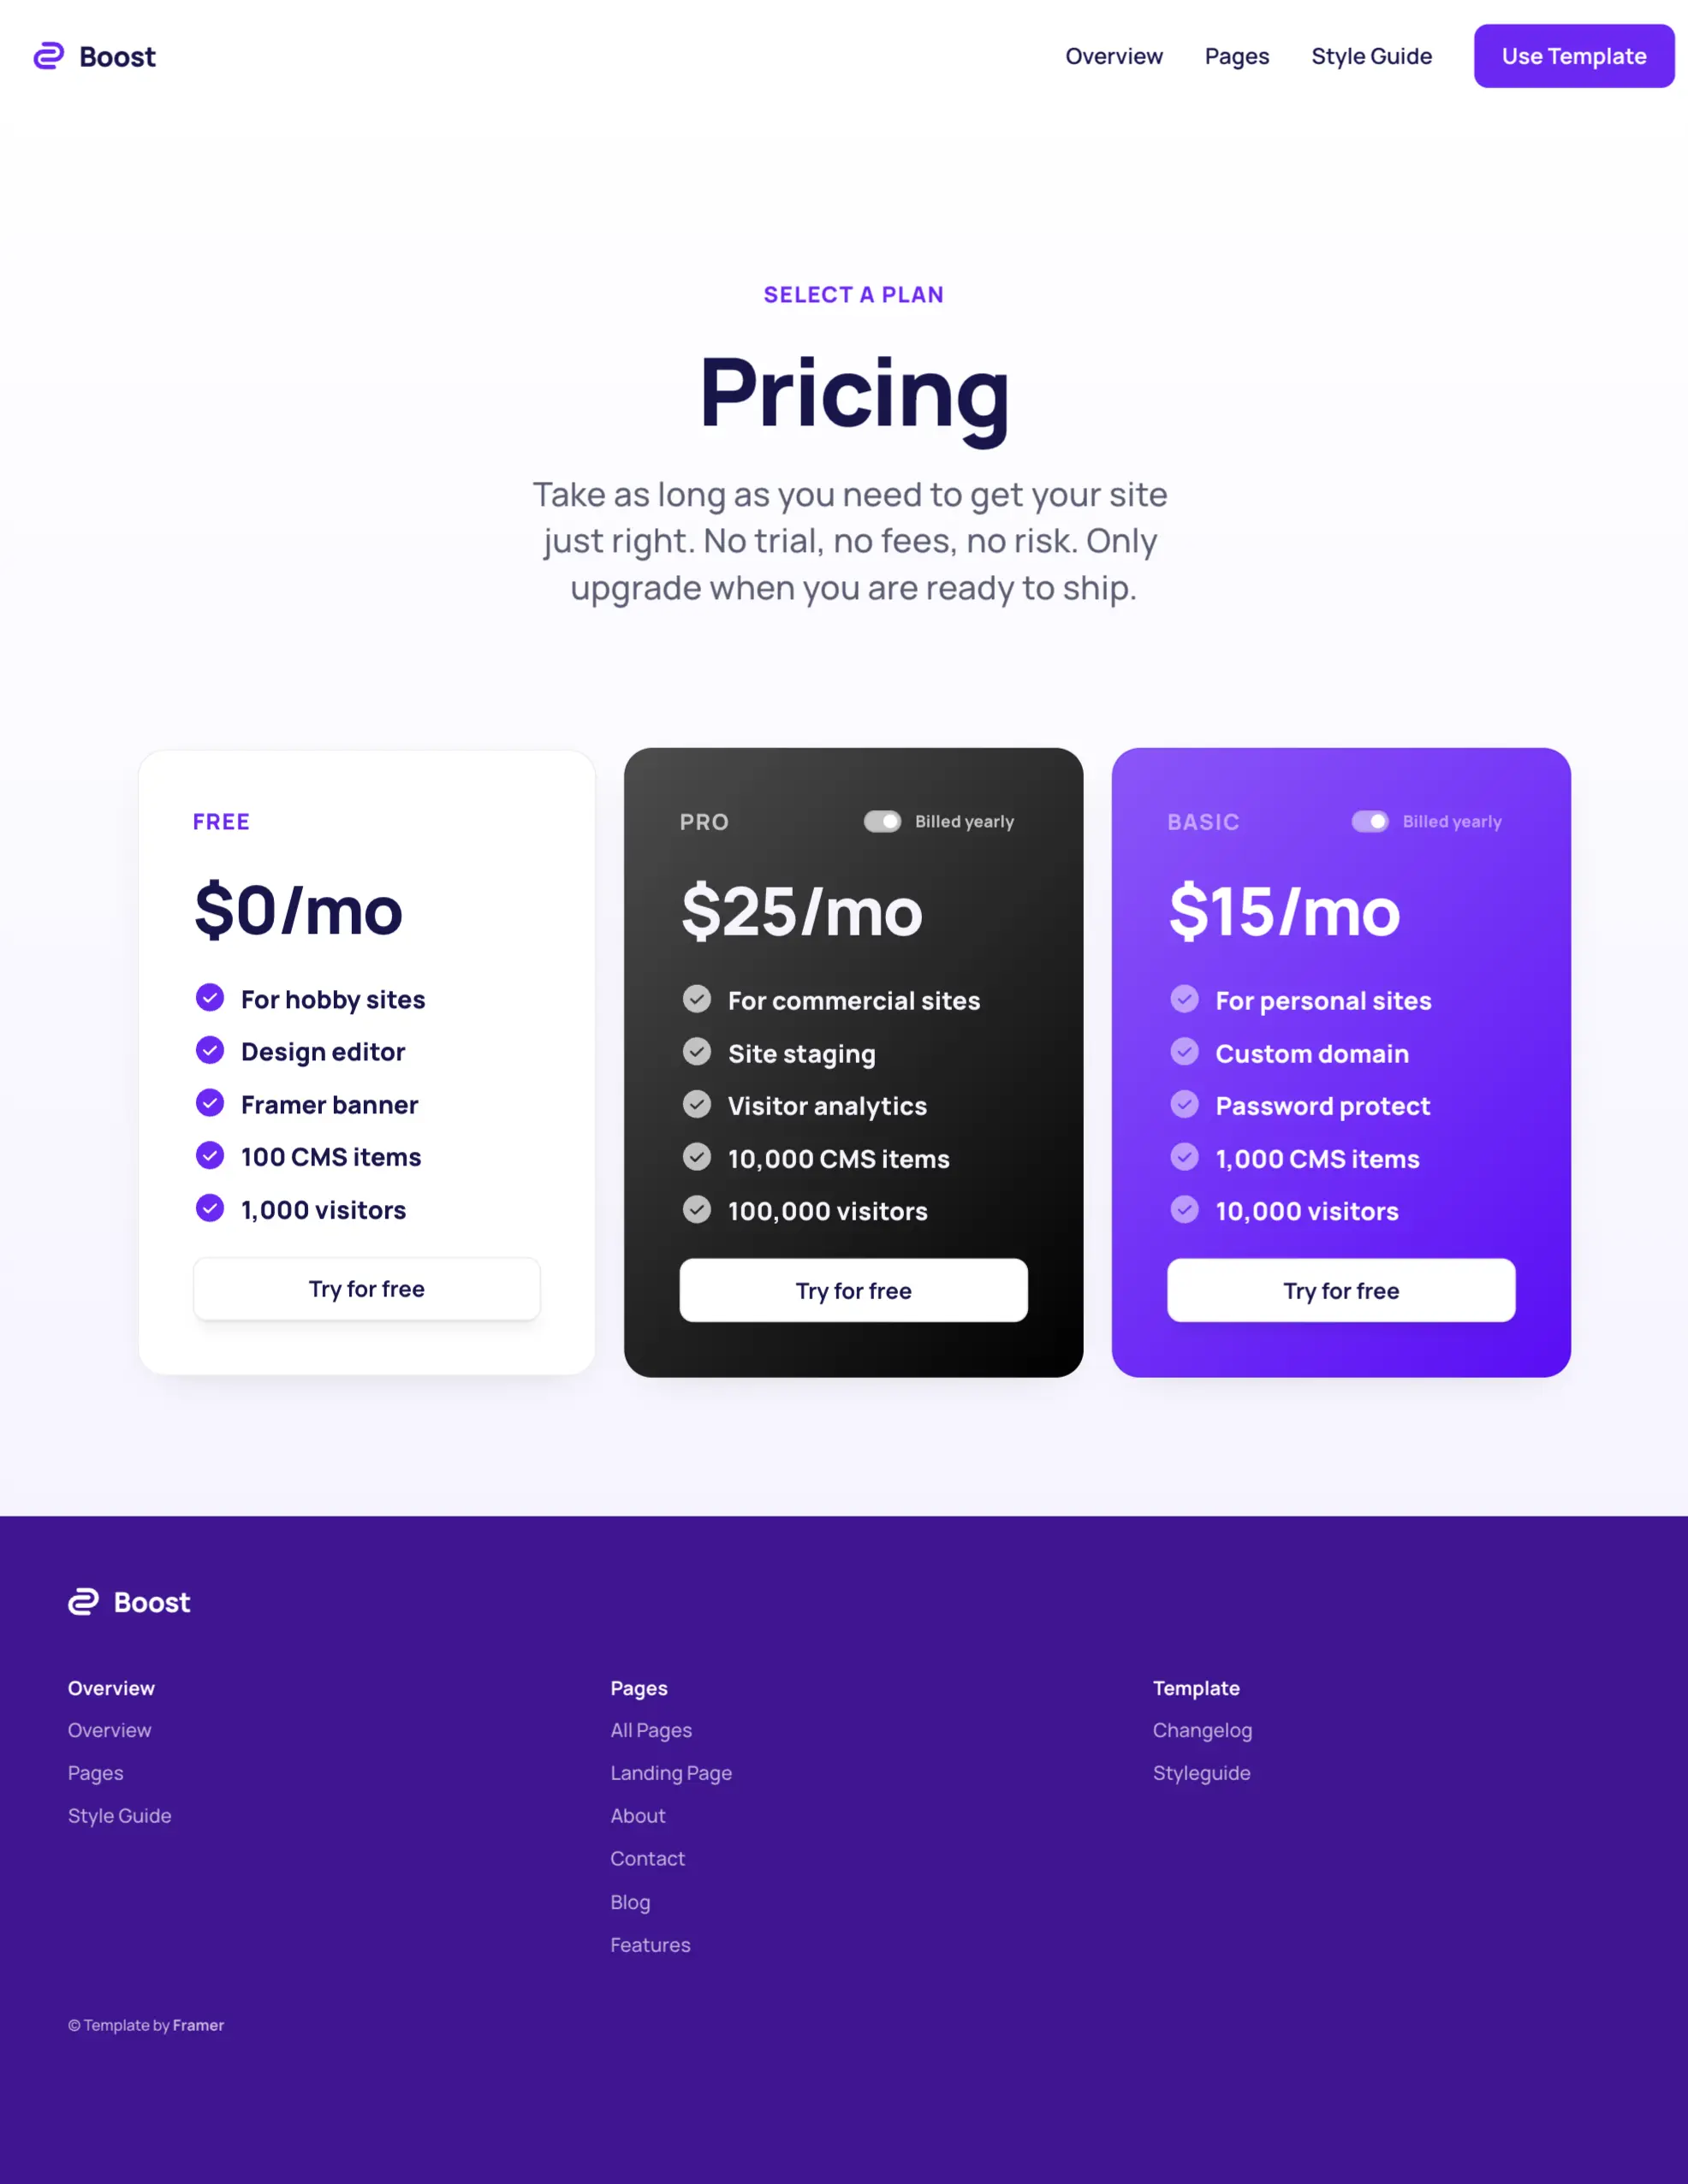 Boost
Overview
Pages
Style Guide
Use Template
SELECT A PLAN
Pricing
Take as long as you need to get your site
just right. No trial, no fees, no risk. Only
upgrade when you are ready to ship.
FREE
$0/mo
For hobby sites
Design editor
Framer banner
100 CMS items
1,000 visitors
Try for free
PRO
Billed yearly
$25/mo
For commercial sites
Site staging
Visitor analytics
10,000 CMS items
100,000 visitors
Try for free
BASIC
Billed yearly
$15/mo
For personal sites
Custom domain
Password protect
1,000 CMS items
10,000 visitors
Try for free
Boost
Overview
Overview
Pages
Style Guide
Pages
All Pages
Landing Page
About
Contact
Blog
Features
Template
Changelog
Styleguide
© Template by Framer